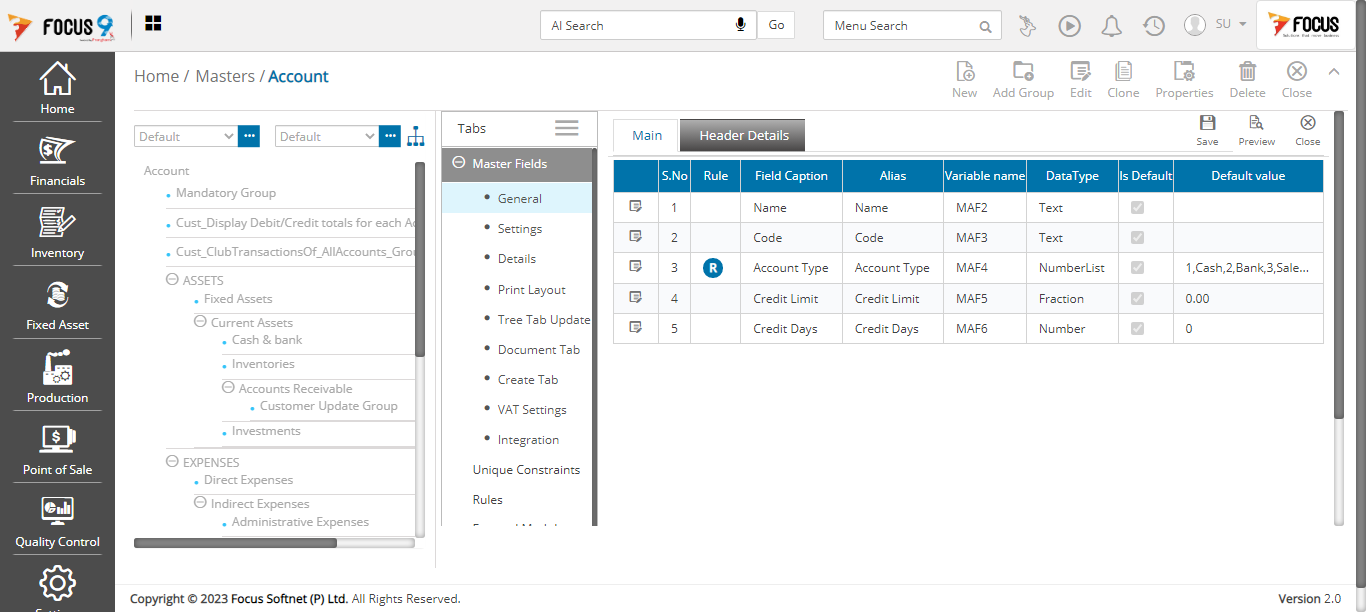 FOCUS 9
AI Search
Go
Menu Search
SU
FOCUS
Home / Masters / Account
New
Add Group
Edit
Clone
Properties
Delete
Close
Home
Financials
Inventory
Fixed Asset
Production
Point of Sale
Quality Control
Default
Default
Account
Mandatory Group
Cust_Display Debit/Credit totals for each
Cust_ClubTransactionsOf_AllAccounts_Grou
ASSETS
Fixed Assets
Current Assets
Cash & bank
Inventories
Accounts Receivable
Customer Update Group
Investments
EXPENSES
Direct Expenses
Indirect Expenses
Administrative Expenses
Tabs
Master Fields
General
Settings
Details
Print Layout
Tree Tab Update
Document Tab
Create Tab
VAT Settings
Integration
Unique Constraints
Rules
Main
Header Details
Save
Preview
Close
S.No Rule Field Caption Alias Variable name DataType Is Default Default value
1 Name Name MAF2 Text
2 Code Code MAF3 Text
3 R Account Type Account Type MAF4 NumberList 1,Cash,2,Bank,3,Sale...
4 Credit Limit Credit Limit MAF5 Fraction 0.00
5 Credit Days Credit Days MAF6 Number 0
Copyright © 2023 Focus Softnet (P) Ltd. All Rights Reserved.
Version 2.0